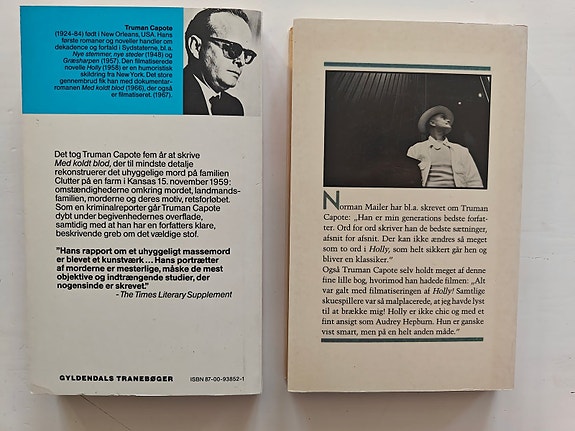 Truman Capote
(1924-84) født i New Orleans, USA. Hans
første romaner og noveller handler om
dekadence og forfald i Sydstaterne, bl.a.
Nye stemmer, nye steder (1948) og
Græsharpen (1957). Den filmatiserede
novelle Holly (1958) er en humoristisk
skildring fra New York. Det store
gennembrud fik han med dokumentar-
romanen Med koldt blod (1966), der også
er filmatiseret. (1967).
Det tog Truman Capote fem år at skrive
Med koldt blod, der til mindste detalje
rekonstruerer det uhyggelige mord på familien
Clutter på en farm i Kansas 15. november 1959:
omstændighederne omkring mordet, landmands-
familien, morderne og deres motiv, retsforløbet.
Som en kriminalreporter går Truman Capote
dybt under begivenhedernes overflade,
samtidig med at han har en forfatters klare,
beskrivende greb om det vældige stof.
"Hans rapport om et uhyggeligt massemord
er blevet et kunstværk... Hans portrætter
af morderne er mesterlige, måske de mest
objektive og indtrængende studier, der
nogensinde er skrevet."
- The Times Literary Supplement
GYLDENDALS TRANEBØGER
ISBN 87-00-93852-1
Norman Mailer har bl.a. skrevet om Truman
Capote: „Han er min generations bedste forfat-
ter. Ord for ord skriver han de bedste sætninger,
afsnit for afsnit. Der kan ikke ændres så meget
som to ord i Holly, som helt sikkert går hen og
bliver en klassiker.“
Også Truman Capote selv holdt meget af denne
fine lille bog, hvorimod han hadede filmen: „Alt
var galt med filmatiseringen af Holly! Samtlige
skuespillere var så malplacerede, at jeg havde lyst
til at brække mig! Holly er ikke chic og med et
fint ansigt som Audrey Hepburn. Hun er ganske
vist smart, men på en helt anden måde.“